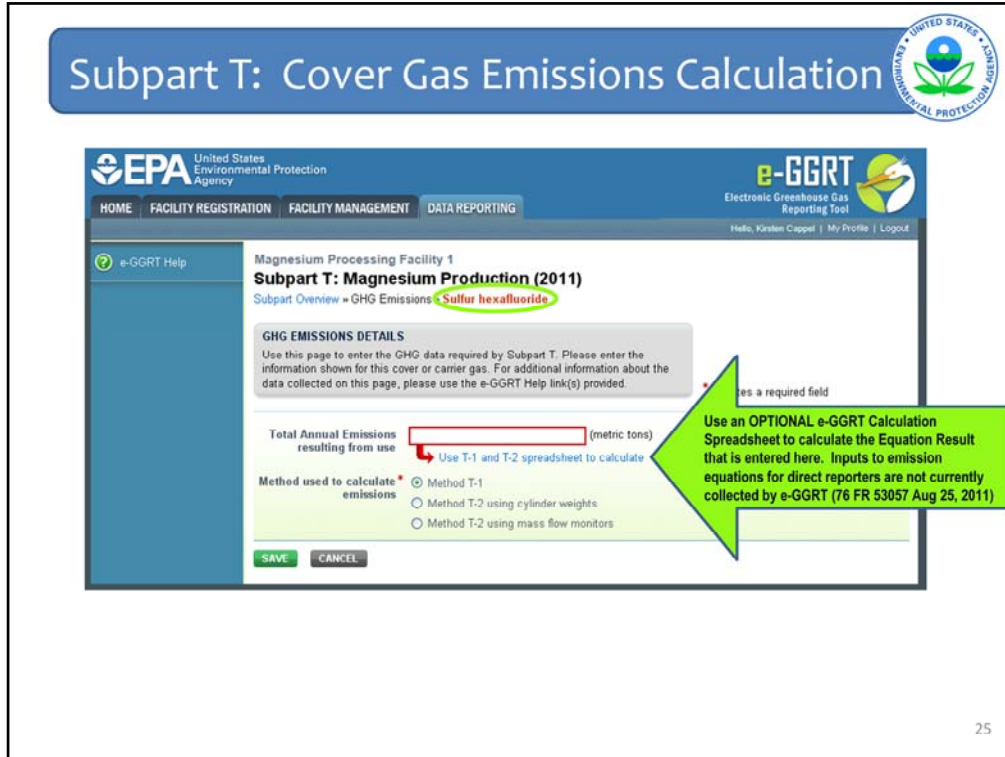 Subpart T: Cover Gas Emissions Calculation
UNITED STATES
ENVIRONMENTAL PROTECTION AGENCY
EPA United States
Environmental Protection
Agency
e-GGRT
Electronic Greenhouse Gas
Reporting Tool
HOME FACILITY REGISTRATION FACILITY MANAGEMENT DATA REPORTING
Hello, Kirsten Cappel | My Profile | Logout
? e-GGRT Help
Magnesium Processing Facility 1
Subpart T: Magnesium Production (2011)
Subpart Overview » GHG Emissions » Sulfur hexafluoride
GHG EMISSIONS DETAILS
Use this page to enter the GHG data required by Subpart T. Please enter the
information shown for this cover or carrier gas. For additional information about the
data collected on this page, please use the e-GGRT Help link(s) provided.
* tes a required field
Total Annual Emissions
resulting from use
(metric tons)
Use T-1 and T-2 spreadsheet to calculate
Method used to calculate *
emissions
Method T-1
Method T-2 using cylinder weights
Method T-2 using mass flow monitors
SAVE CANCEL
Use an OPTIONAL e-GGRT Calculation
Spreadsheet to calculate the Equation Result
that is entered here. Inputs to emission
equations for direct reporters are not currently
collected by e-GGRT (76 FR 53057 Aug 25, 2011)
25